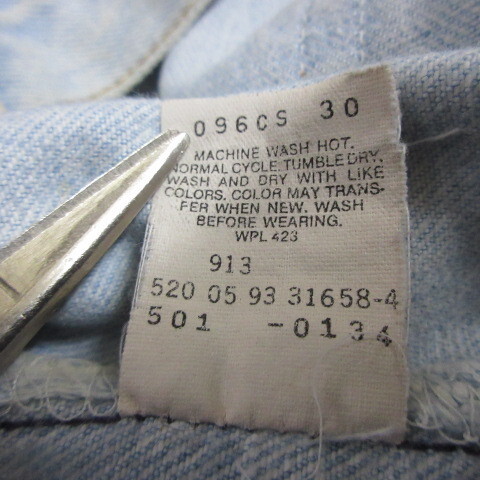 096CS 30
MACHINE WASH HOT.
NORMAL CYCLE. TUMBLE DRY.
WASH AND DRY WITH LIKE
COLORS. COLOR MAY TRANS-
FER WHEN NEW. WASH
BEFORE WEARING.
WPL 423
913
520 05 93 31658-4
501 -0134